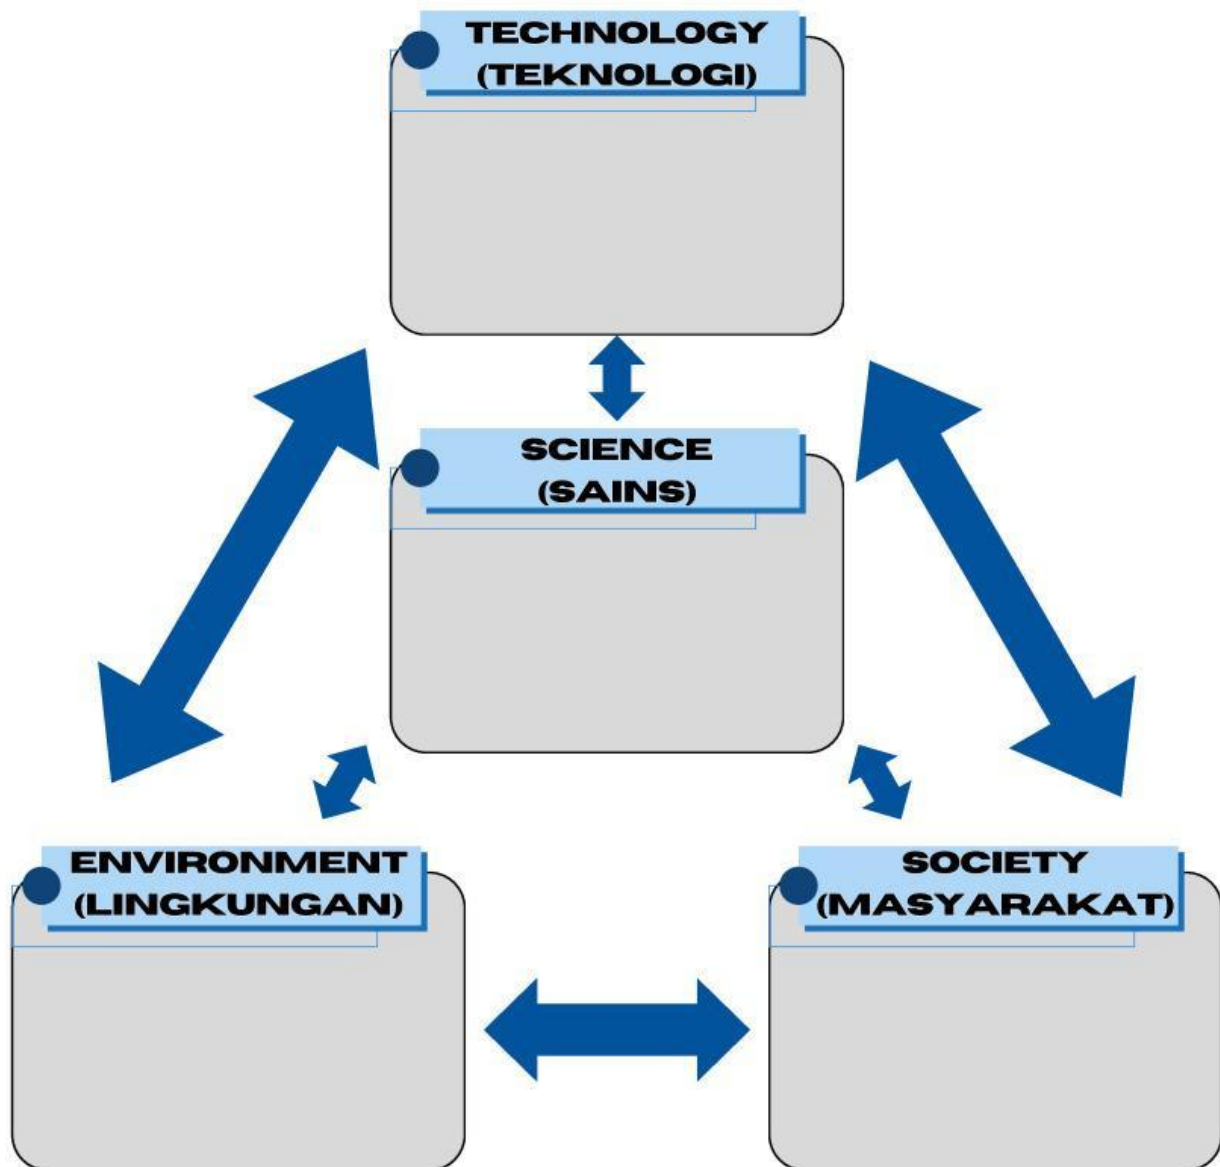 TECHNOLOGY
(TEKNOLOGI)
SCIENCE
(SAINS)
ENVIRONMENT
(LINGKUNGAN)
SOCIETY
(MASYARAKAT)